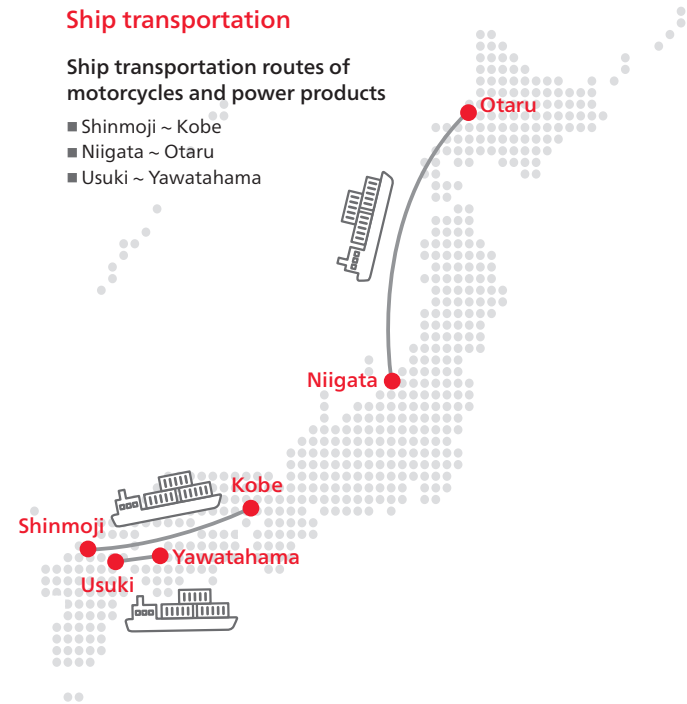 Ship transportation
Ship transportation routes of
motorcycles and power products
■ Shinmoji ~ Kobe
■ Niigata ~ Otaru
■ Usuki ~ Yawatahama
Otaru
Niigata
Kobe
Shinmoji
Yawatahama
Usuki